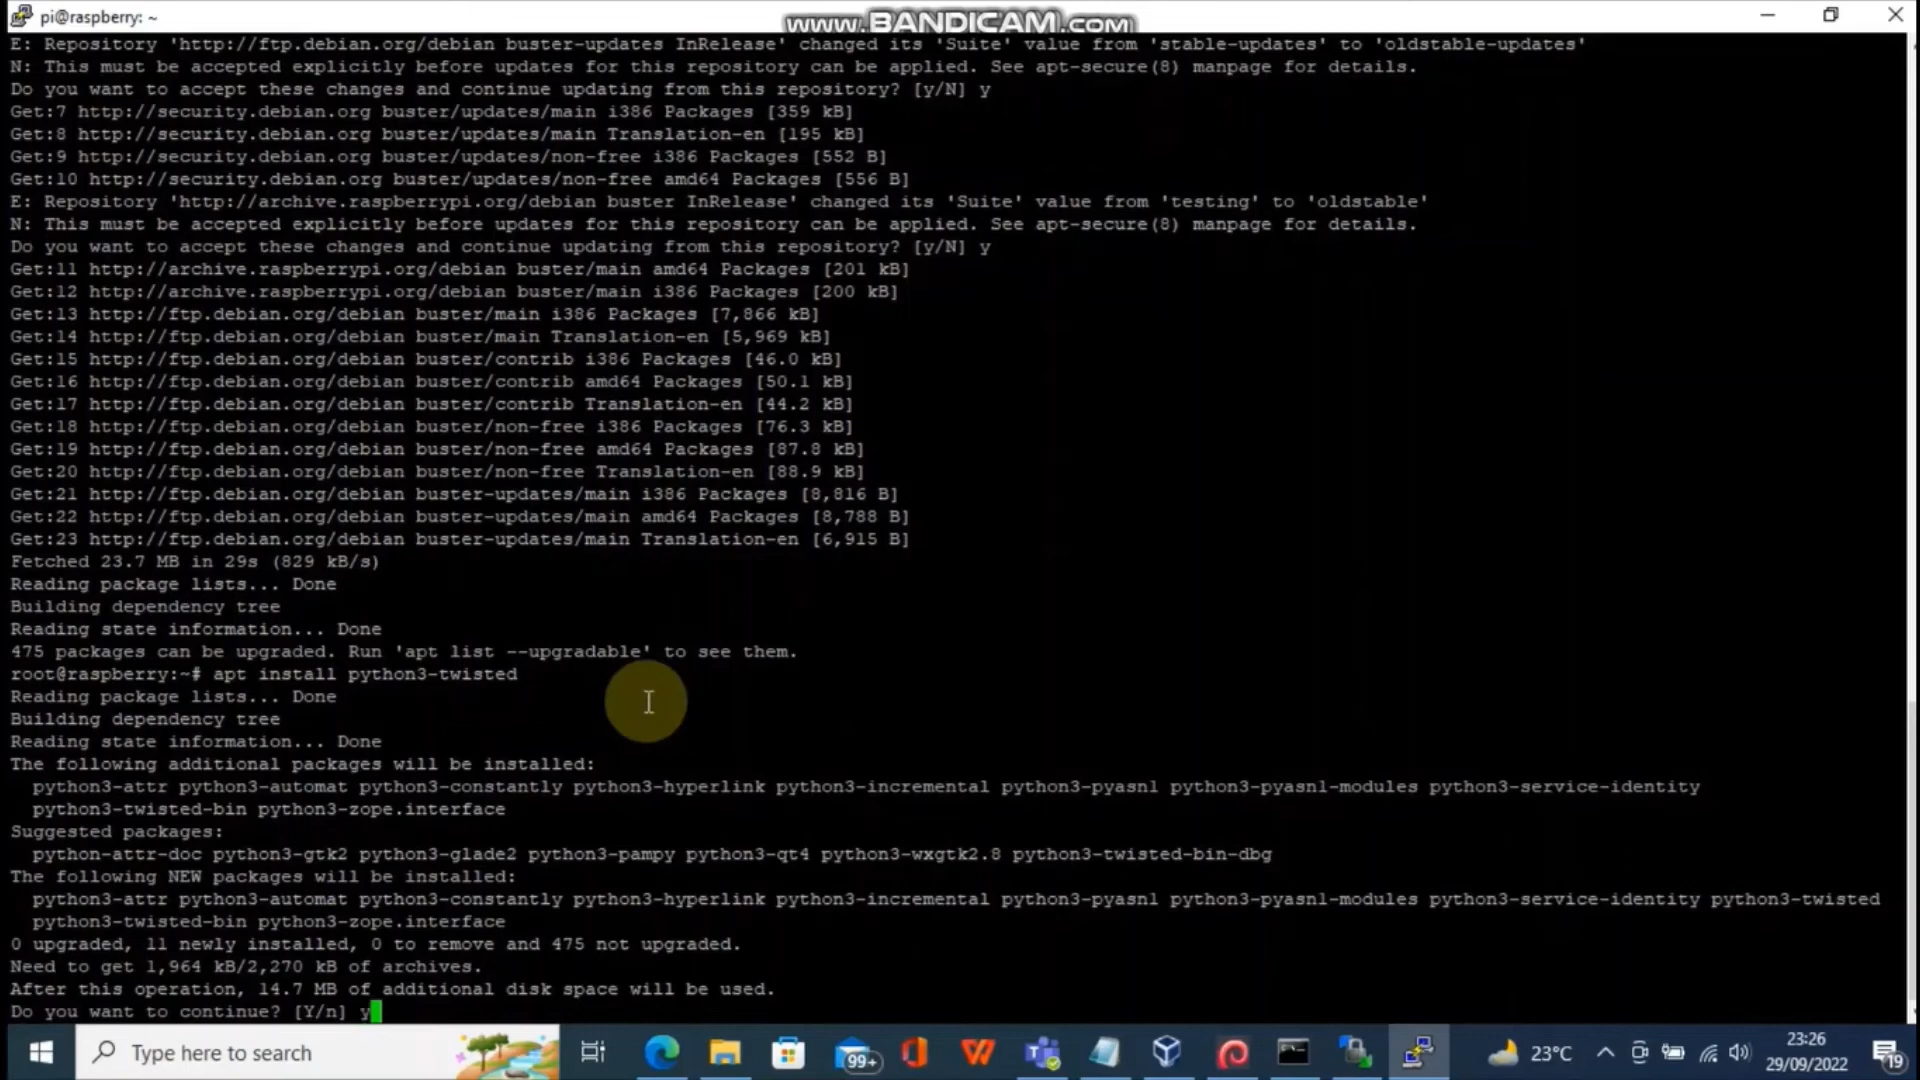 pi@raspberry: ~
www.BANDICAM.com
E: Repository 'http://ftp.debian.org/debian buster-updates InRelease' changed its 'Suite' value from 'stable-updates' to 'oldstable-updates'
N: This must be accepted explicitly before updates for this repository can be applied. See apt-secure(8) manpage for details.
Do you want to accept these changes and continue updating from this repository? [y/N] y
Get:7 http://security.debian.org buster/updates/main i386 Packages [359 kB]
Get:8 http://security.debian.org buster/updates/main Translation-en [195 kB]
Get:9 http://security.debian.org buster/updates/non-free i386 Packages [552 B]
Get:10 http://security.debian.org buster/updates/non-free amd64 Packages [556 B]
E: Repository 'http://archive.raspberrypi.org/debian buster InRelease' changed its 'Suite' value from 'testing' to 'oldstable'
N: This must be accepted explicitly before updates for this repository can be applied. See apt-secure(8) manpage for details.
Do you want to accept these changes and continue updating from this repository? [y/N] y
Get:11 http://archive.raspberrypi.org/debian buster/main amd64 Packages [201 kB]
Get:12 http://archive.raspberrypi.org/debian buster/main i386 Packages [200 kB]
Get:13 http://ftp.debian.org/debian buster/main i386 Packages [7,866 kB]
Get:14 http://ftp.debian.org/debian buster/main Translation-en [5,969 kB]
Get:15 http://ftp.debian.org/debian buster/contrib i386 Packages [46.0 kB]
Get:16 http://ftp.debian.org/debian buster/contrib amd64 Packages [50.1 kB]
Get:17 http://ftp.debian.org/debian buster/contrib Translation-en [44.2 kB]
Get:18 http://ftp.debian.org/debian buster/non-free i386 Packages [76.3 kB]
Get:19 http://ftp.debian.org/debian buster/non-free amd64 Packages [87.8 kB]
Get:20 http://ftp.debian.org/debian buster/non-free Translation-en [88.9 kB]
Get:21 http://ftp.debian.org/debian buster-updates/main i386 Packages [8,816 B]
Get:22 http://ftp.debian.org/debian buster-updates/main amd64 Packages [8,788 B]
Get:23 http://ftp.debian.org/debian buster-updates/main Translation-en [6,915 B]
Fetched 23.7 MB in 29s (829 kB/s)
Reading package lists... Done
Building dependency tree
Reading state information... Done
475 packages can be upgraded. Run 'apt list --upgradable' to see them.
root@raspberry:~# apt install python3-twisted
Reading package lists... Done
Building dependency tree
Reading state information... Done
The following additional packages will be installed:
python3-attr python3-automat python3-constantly python3-hyperlink python3-incremental python3-pyasn1 python3-pyasn1-modules python3-service-identity
python3-twisted-bin python3-zope.interface
Suggested packages:
python-attr-doc python3-gtk2 python3-glade2 python3-pampy python3-qt4 python3-wxgtk2.8 python3-twisted-bin-dbg
The following NEW packages will be installed:
python3-attr python3-automat python3-constantly python3-hyperlink python3-incremental python3-pyasn1 python3-pyasn1-modules python3-service-identity python3-twisted
python3-twisted-bin python3-zope.interface
0 upgraded, 11 newly installed, 0 to remove and 475 not upgraded.
Need to get 1,964 kB/2,270 kB of archives.
After this operation, 14.7 MB of additional disk space will be used.
Do you want to continue? [Y/n] y
Type here to search
99+
23°C
23:26
29/09/2022
19